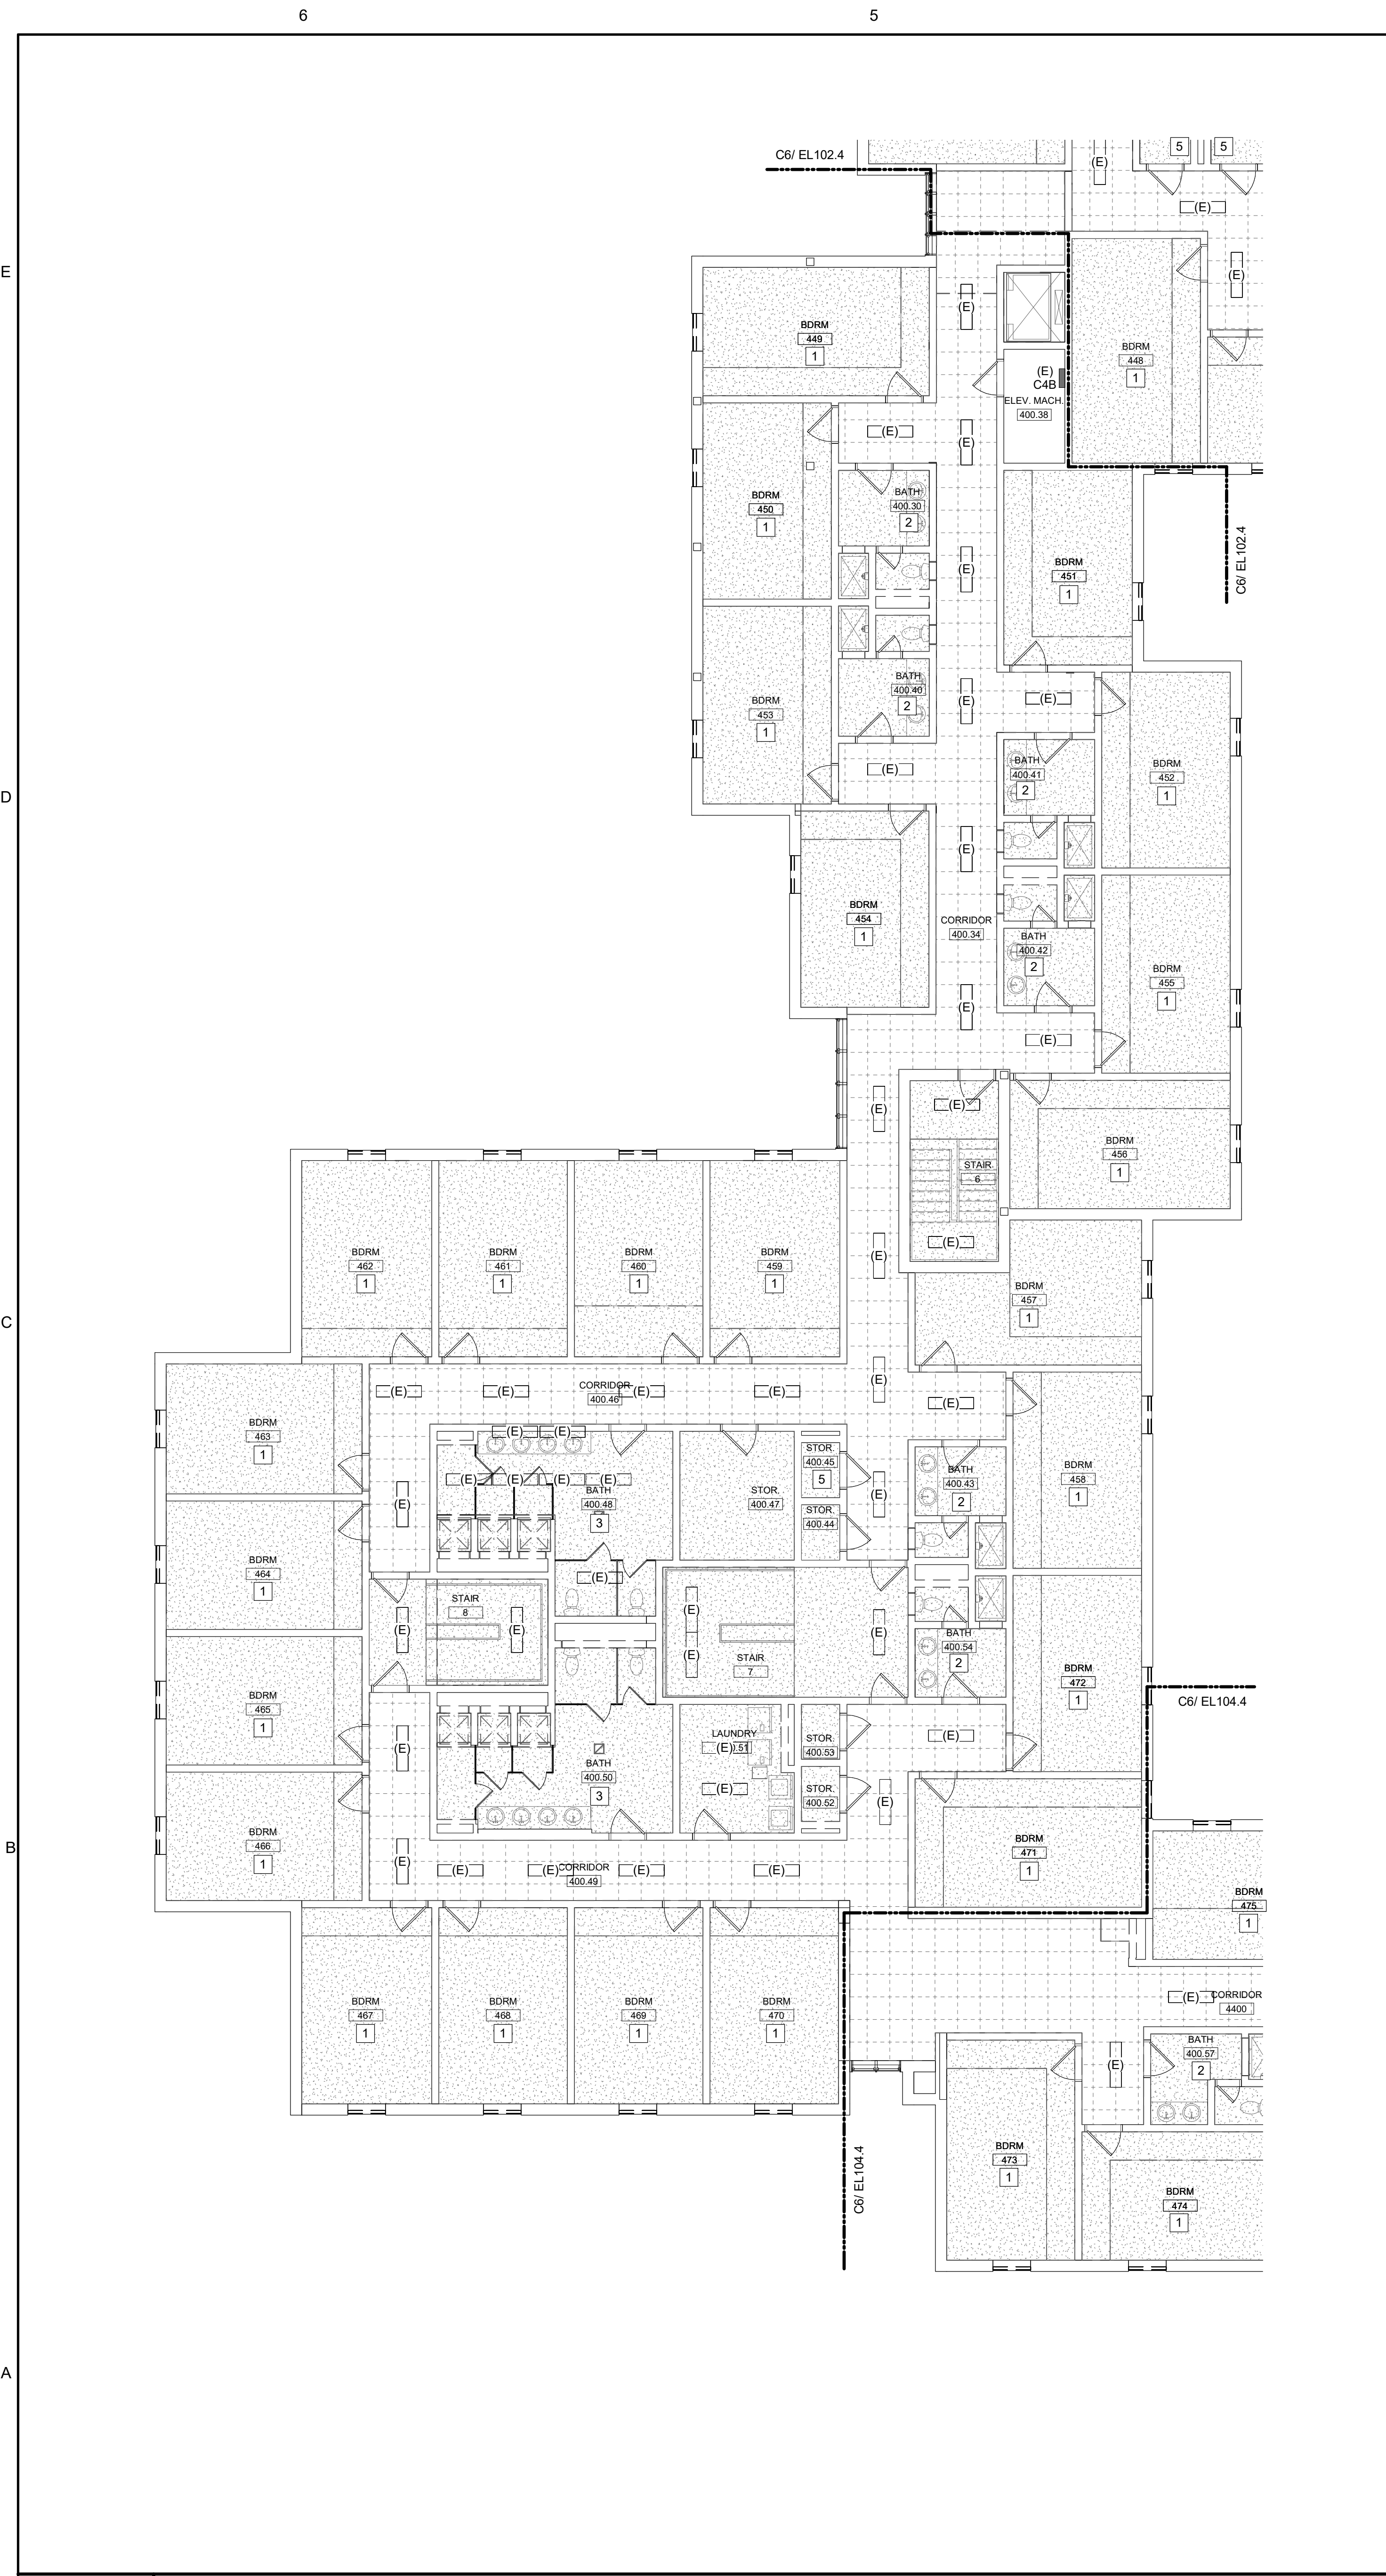 6
5
C6/ EL102.4
5
5
(E)
(E)
E
(E)
(E)
BDRM
449
1
BDRM
448
1
(E)
C4B
ELEV. MACH.
400.38
(E)
(E)
BDRM
450
1
BATH
400.30
2
C6/ EL102.4
(E)
BDRM
451
1
BATH
400.40
2
(E)
(E)
BDRM
453
1
(E)
BATH
400.41
2
BDRM
452
1
D
(E)
BDRM
454
1
CORRIDOR
400.34
BATH
400.42
2
BDRM
455
1
(E)
(E)
(E)
(E)
BDRM
456
1
STAIR
6
(E)
(E)
BDRM
462
1
BDRM
461
1
BDRM
460
1
BDRM
459
1
BDRM
457
1
C
(E)
(E)
(E)
CORRIDOR
400.46
(E)
(E)
(E)
(E)
BDRM
463
1
(E)
(E)
STOR.
400.45
5
BDRM
458
1
BATH
400.43
2
(E)
(E)
(E)
(E)
(E)
BATH
400.48
3
STOR.
400.47
(E)
(E)
STOR.
400.44
BDRM
464
1
(E)
STAIR
8
(E)
(E)
(E)
(E)
(E)
STAIR
7
BATH
400.54
2
BDRM
472
1
C6/ EL104.4
BDRM
465
1
(E)
LAUNDRY
(E)
.51
STOR.
400.53
(E)
BATH
400.50
3
(E)
STOR.
400.52
(E)
BDRM
466
1
B
(E)
(E)
(E)
CORRIDOR
400.49
(E)
(E)
BDRM
471
1
BDRM
475
1
BDRM
467
1
BDRM
468
1
BDRM
469
1
BDRM
470
1
(E)
CORRIDOR
4400
(E)
BATH
400.57
2
C6/ EL104.4
BDRM
473
1
BDRM
474
1
A